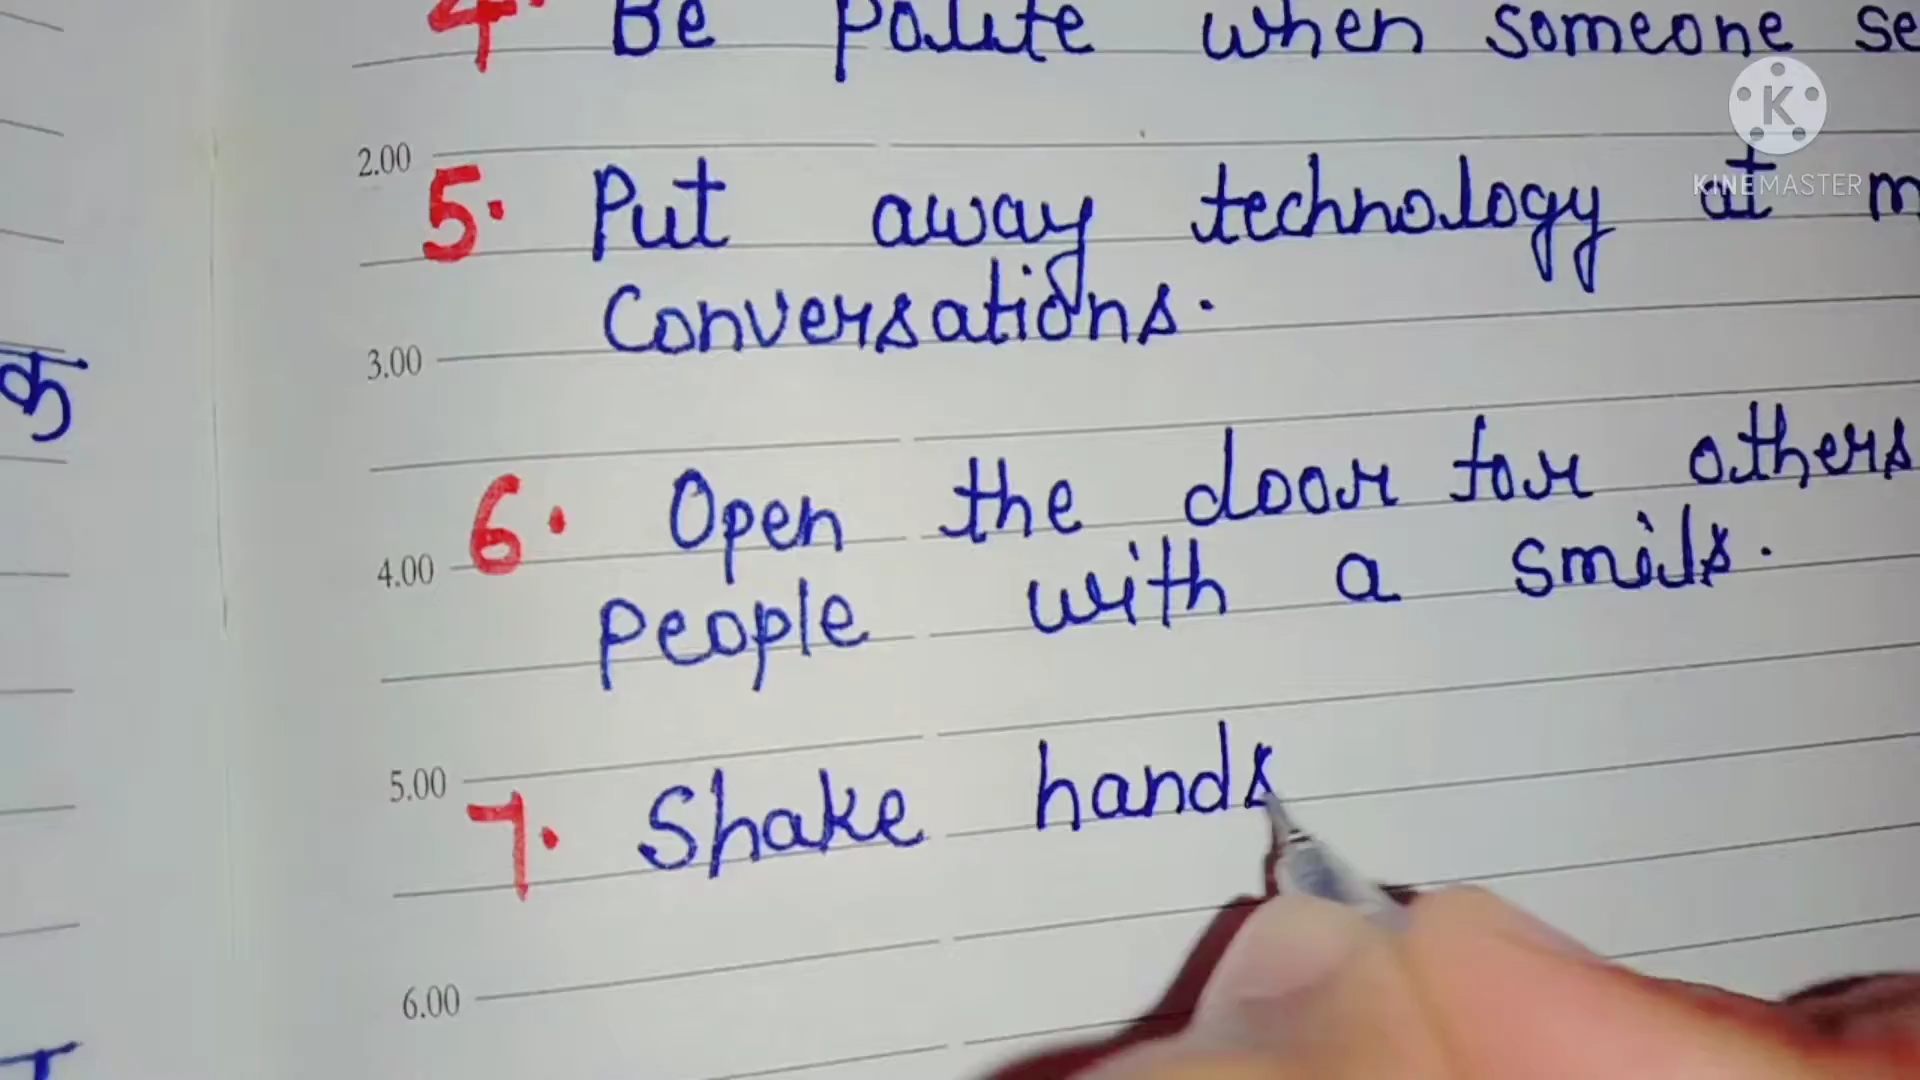 4. Be polite when someone se
K
KINEMASTER
2.00
5. Put away technology at m
conversations.
3.00
6. Open the door for others
4.00
people with a smils.
5.00
7. Shake hands
6.00
क